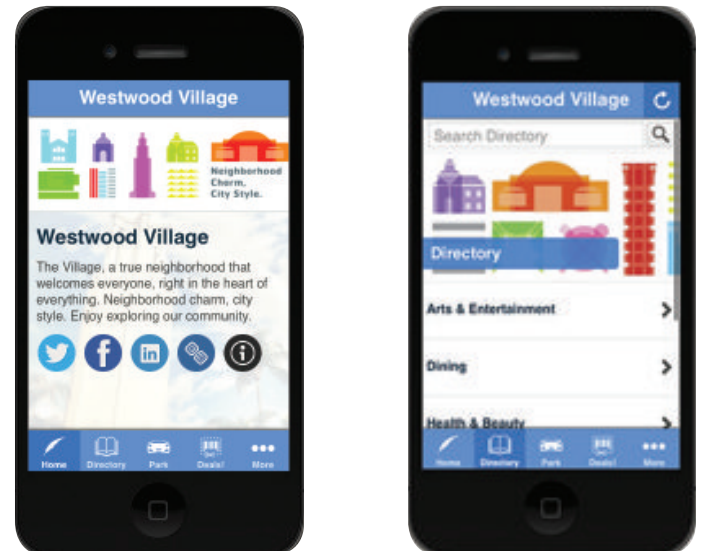 Westwood Village
Neighborhood
Charm.
City Style.
Westwood Village
The Village, a true neighborhood that
welcomes everyone, right in the heart of
everything. Neighborhood charm, city
style. Enjoy exploring our community.
Home Directory Park Deals! More
Westwood Village
Search Directory
Directory
Arts & Entertainment
Dining
Health & Beauty
Home Directory Park Deals! More